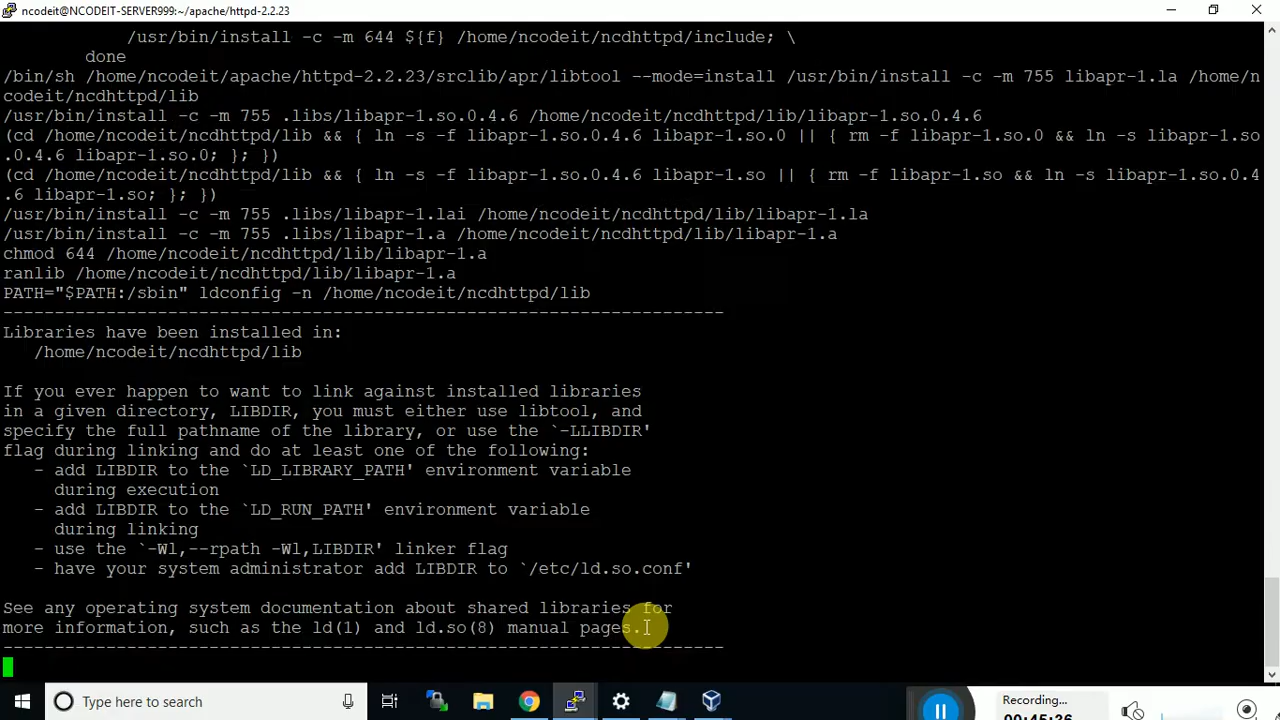 ncodeit@NCODEIT-SERVER999:~/apache/httpd-2.2.23
/usr/bin/install -c -m 644 ${f} /home/ncodeit/ncdhttpd/include; \
done
/bin/sh /home/ncodeit/apache/httpd-2.2.23/srclib/apr/libtool --mode=install /usr/bin/install -c -m 755 libapr-1.la /home/n
codeit/ncdhttpd/lib
/usr/bin/install -c -m 755 .libs/libapr-1.so.0.4.6 /home/ncodeit/ncdhttpd/lib/libapr-1.so.0.4.6
(cd /home/ncodeit/ncdhttpd/lib && { ln -s -f libapr-1.so.0.4.6 libapr-1.so.0 || { rm -f libapr-1.so.0 && ln -s libapr-1.so
.0.4.6 libapr-1.so.0; }; })
(cd /home/ncodeit/ncdhttpd/lib && { ln -s -f libapr-1.so.0.4.6 libapr-1.so || { rm -f libapr-1.so && ln -s libapr-1.so.0.4
.6 libapr-1.so; }; })
/usr/bin/install -c -m 755 .libs/libapr-1.lai /home/ncodeit/ncdhttpd/lib/libapr-1.la
/usr/bin/install -c -m 755 .libs/libapr-1.a /home/ncodeit/ncdhttpd/lib/libapr-1.a
chmod 644 /home/ncodeit/ncdhttpd/lib/libapr-1.a
ranlib /home/ncodeit/ncdhttpd/lib/libapr-1.a
PATH="$PATH:/sbin" ldconfig -n /home/ncodeit/ncdhttpd/lib
----------------------------------------------------------------------
Libraries have been installed in:
/home/ncodeit/ncdhttpd/lib
If you ever happen to want to link against installed libraries
in a given directory, LIBDIR, you must either use libtool, and
specify the full pathname of the library, or use the `-LLIBDIR'
flag during linking and do at least one of the following:
- add LIBDIR to the `LD_LIBRARY_PATH' environment variable
during execution
- add LIBDIR to the `LD_RUN_PATH' environment variable
during linking
- use the `-Wl,--rpath -Wl,LIBDIR' linker flag
- have your system administrator add LIBDIR to `/etc/ld.so.conf'
See any operating system documentation about shared libraries for
more information, such as the ld(1) and ld.so(8) manual pages.
----------------------------------------------------------------------
Type here to search
Recording...
00:45:36